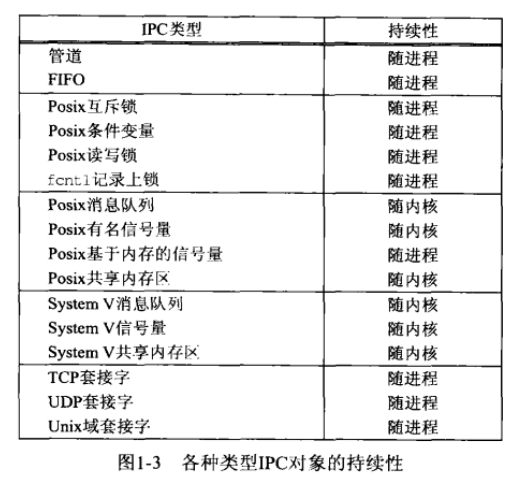 IPC类型 持续性
管道 随进程
FIFO 随进程
Posix互斥锁 随进程
Posix条件变量 随进程
Posix读写锁 随进程
fcntl记录上锁 随进程
Posix消息队列 随内核
Posix有名信号量 随内核
Posix基于内存的信号量 随进程
Posix共享内存区 随内核
System V消息队列 随内核
System V信号量 随内核
System V共享内存区 随内核
TCP套接字 随进程
UDP套接字 随进程
Unix域套接字 随进程
图1-3 各种类型IPC对象的持续性